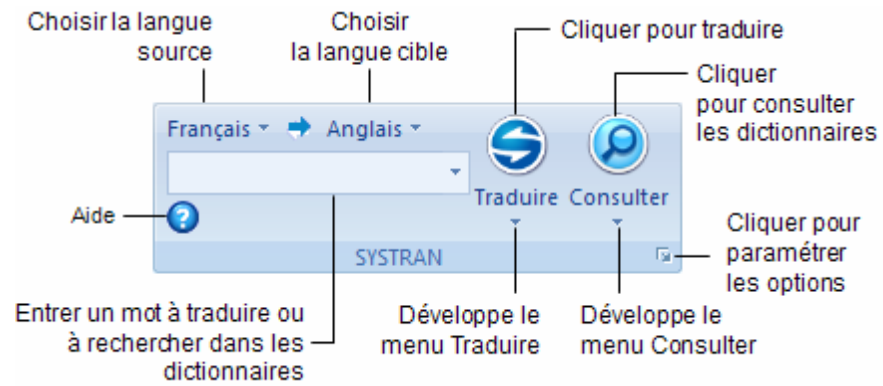 Choisir la langue
source
Choisir
la langue cible
Cliquer pour traduire
Cliquer
pour consulter
les dictionnaires
Français
Anglais
Traduire
Consulter
Aide
SYSTRAN
Cliquer pour
paramétrer
les options
Entrer un mot à traduire ou
à rechercher dans les
dictionnaires
Développe le
menu Traduire
Développe le
menu Consulter